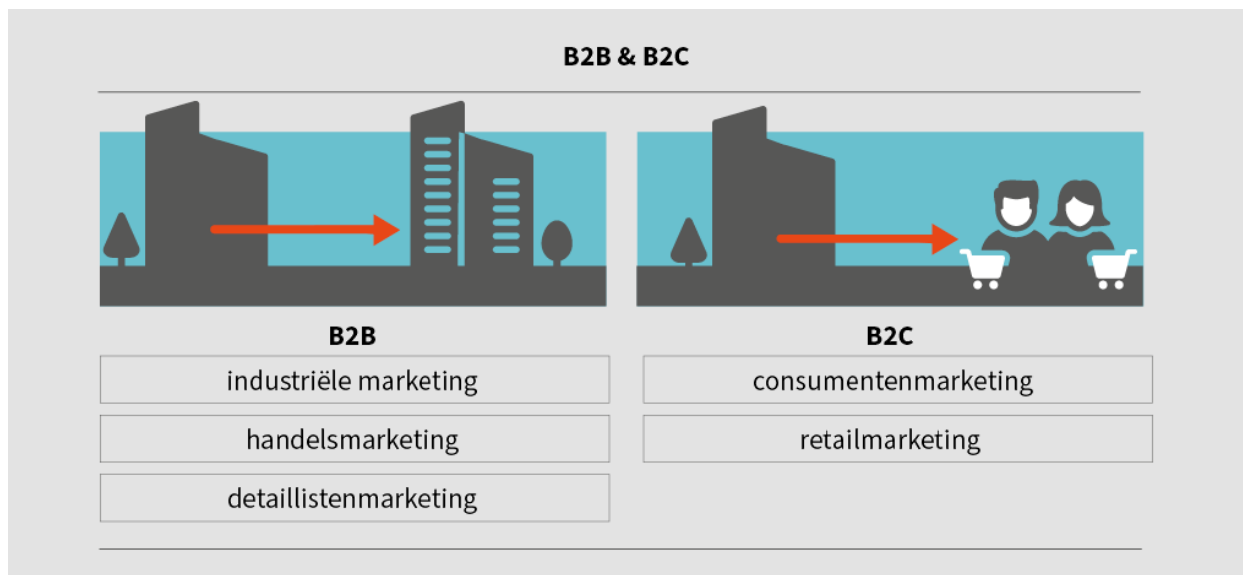 B2B & B2C
B2B
industriële marketing
handelsmarketing
detaillistenmarketing
B2C
consumentenmarketing
retailmarketing